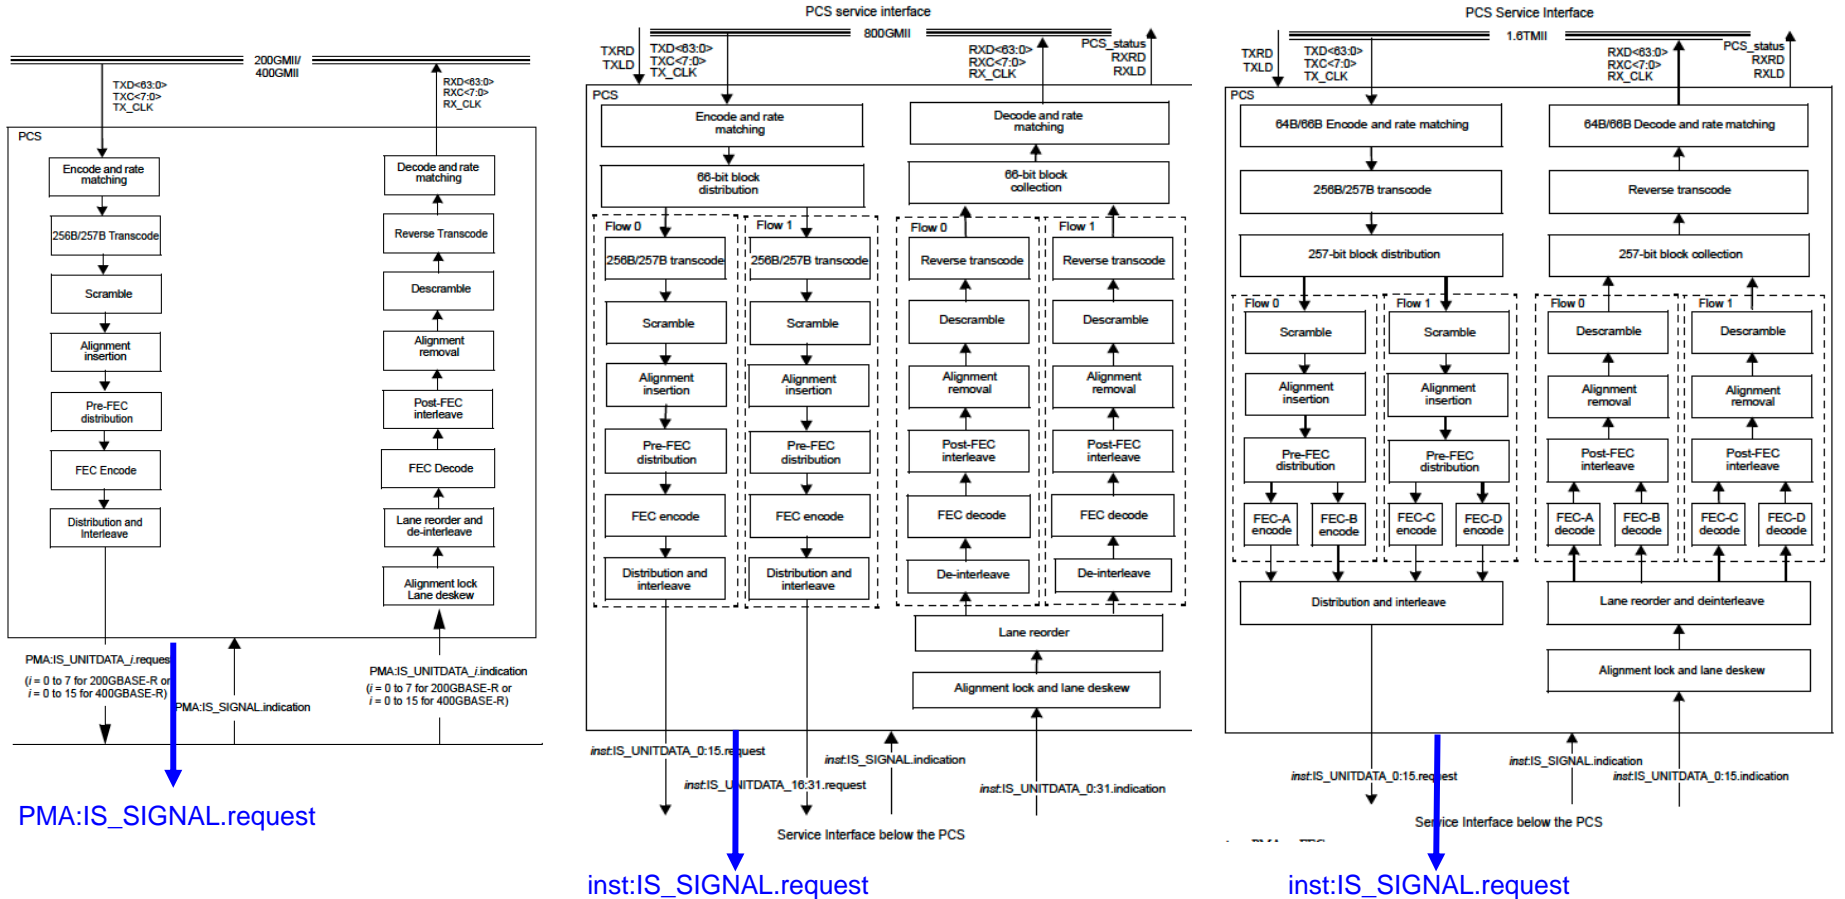 200GMII/
400GMII
TXD<63:0>
TXC<7:0>
TX_CLK
RXD<63:0>
RXC<7:0>
RX_CLK
PCS
Encode and rate
matching
256B/257B Transcode
Scramble
Alignment
insertion
Pre-FEC
distribution
FEC Encode
Distribution and
Interleave
Decode and rate
matching
Reverse Transcode
Descramble
Alignment
removal
Post-FEC
interleave
FEC Decode
Lane reorder and
de-interleave
Alignment lock
Lane deskew
PMA:IS_UNITDATA_i.request
(i = 0 to 7 for 200GBASE-R or
i = 0 to 15 for 400GBASE-R)
PMA:IS_SIGNAL.indication
PMA:IS_UNITDATA_i.indication
(i = 0 to 7 for 200GBASE-R or
i = 0 to 15 for 400GBASE-R)
PMA:IS_SIGNAL.request
PCS service interface
800GMII
TXRD
TXLD
TXD<63:0>
TXC<7:0>
TX_CLK
RXD<63:0>
RXC<7:0>
RX_CLK
PCS_status
RXRD
RXLD
PCS
Encode and rate
matching
66-bit block
distribution
Decode and rate
matching
66-bit block
collection
Flow 0
256B/257B transcode
Scramble
Alignment
insertion
Pre-FEC
distribution
FEC encode
Distribution and
interleave
Flow 1
256B/257B transcode
Scramble
Alignment
insertion
Pre-FEC
distribution
FEC encode
Distribution and
interleave
Flow 0
Reverse transcode
Descramble
Alignment
removal
Post-FEC
interleave
FEC decode
De-interleave
Flow 1
Reverse transcode
Descramble
Alignment
removal
Post-FEC
interleave
FEC decode
De-interleave
Lane reorder
Alignment lock and lane deskew
inst:IS_UNITDATA_0:15.request
inst:IS_UNITDATA_16:31.request
inst:IS_SIGNAL.indication
inst:IS_UNITDATA_0:31.indication
Service Interface below the PCS
inst:IS_SIGNAL.request
PCS Service Interface
1.6TMII
TXRD
TXLD
TXD<63:0>
TXC<7:0>
TX_CLK
RXD<63:0>
RXC<7:0>
RX_CLK
PCS_status
RXRD
RXLD
PCS
64B/66B Encode and rate matching
256B/257B transcode
257-bit block distribution
64B/66B Decode and rate matching
Reverse transcode
257-bit block collection
Flow 0
Scramble
Alignment
insertion
Pre-FEC
distribution
FEC-A
encode
FEC-B
encode
Flow 1
Scramble
Alignment
insertion
Pre-FEC
distribution
FEC-C
encode
FEC-D
encode
Flow 0
Descramble
Alignment
removal
Post-FEC
interleave
FEC-A
decode
FEC-B
decode
Flow 1
Descramble
Alignment
removal
Post-FEC
interleave
FEC-C
decode
FEC-D
decode
Distribution and interleave
Lane reorder and deinterleave
Alignment lock and lane deskew
inst:IS_UNITDATA_0:15.request
inst:IS_SIGNAL.indication
inst:IS_UNITDATA_0:15.indication
Service Interface below the PCS
inst:IS_SIGNAL.request